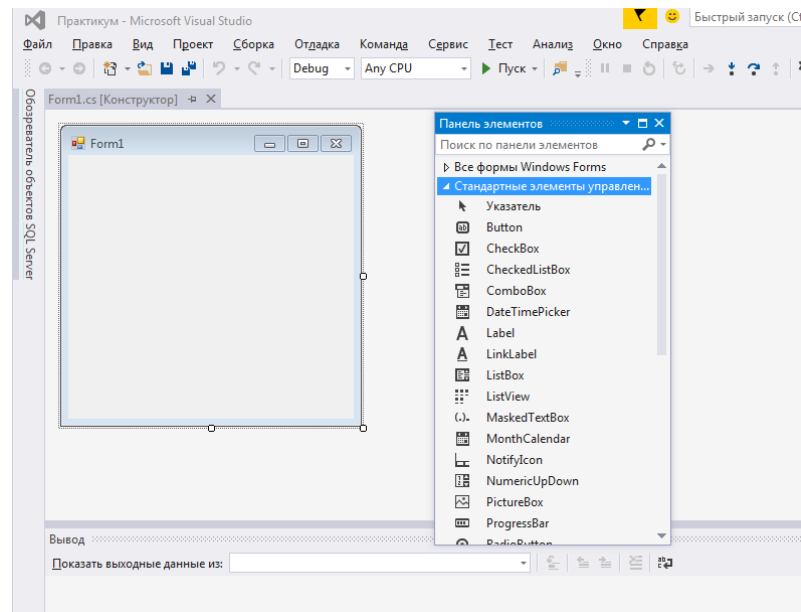 Практикум - Microsoft Visual Studio
Быстрый запуск (Ct
Файл Правка Вид Проект Сборка Отладка Команда Сервис Тест Анализ Окно Справка
Debug Any CPU Пуск
Обозреватель объектов SQL Server
Form1.cs [Конструктор]
Form1
Панель элементов
Поиск по панели элементов
Все формы Windows Forms
Стандартные элементы управлен...
Указатель
Button
CheckBox
CheckedListBox
ComboBox
DateTimePicker
Label
LinkLabel
ListBox
ListView
MaskedTextBox
MonthCalendar
NotifyIcon
NumericUpDown
PictureBox
ProgressBar
RadioButton
Вывод
Показать выходные данные из: